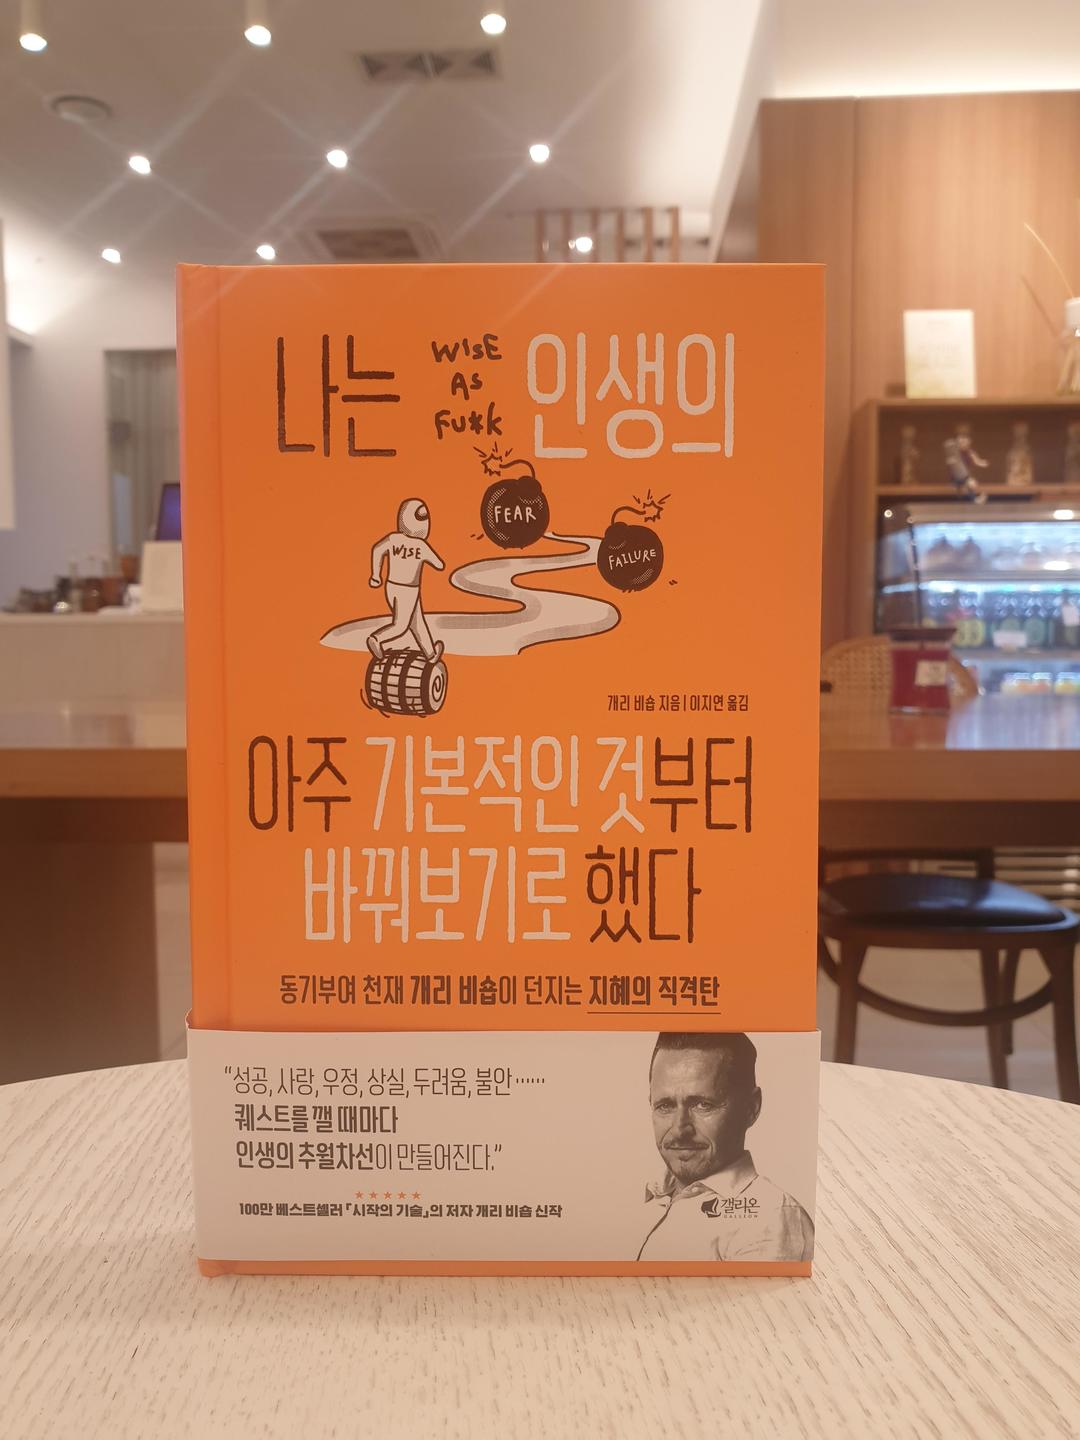 나는 WISE AS FU*K 인생의
FEAR
FAILURE
WISE
개리 비숍 지음 | 이지연 옮김
아주 기본적인 것부터
바꿔보기로 했다
동기부여 천재 개리 비숍이 던지는 지혜의 직격탄
“성공, 사랑, 우정, 상실, 두려움, 불안……
퀘스트를 깰 때마다
인생의 추월차선이 만들어진다.”
★★★★★
100만 베스트셀러 『시작의 기술』의 저자 개리 비숍 신작
갤리온
GALLEON